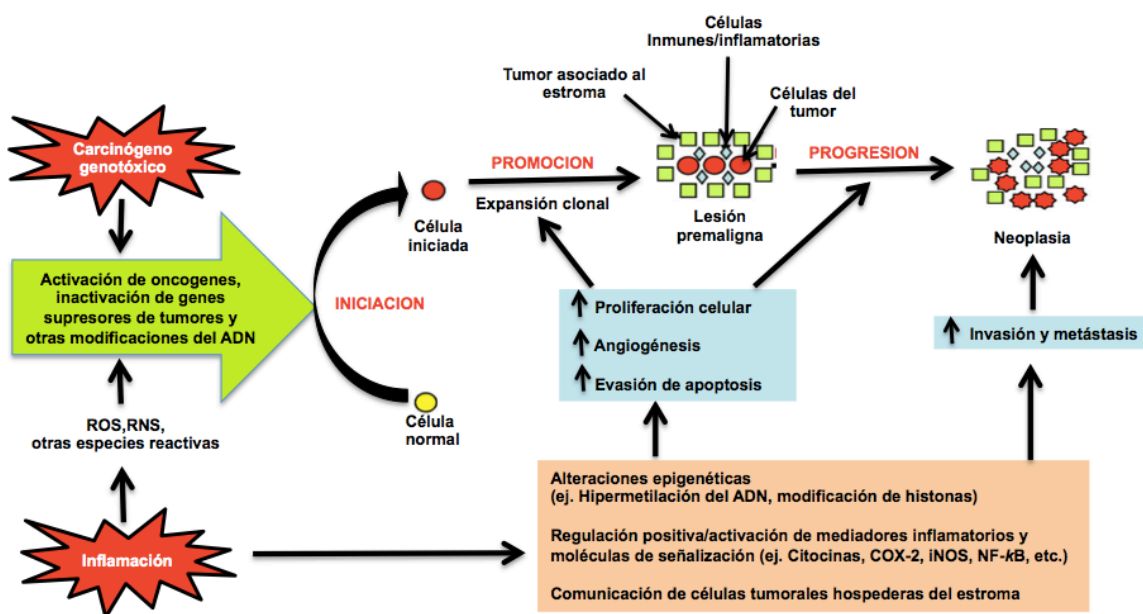 Células
Inmunes/inflamatorias
Tumor asociado al
estroma
Células del
tumor
Carcinógeno
genotóxico
PROMOCION
PROGRESION
Expansión clonal
Célula
iniciada
Lesión
premaligna
Neoplasia
Activación de oncogenes,
inactivación de genes
supresores de tumores y
otras modificaciones del ADN
INICIACION
Proliferación celular
Angiogénesis
Evasión de apoptosis
Invasión y metástasis
Célula
normal
ROS,RNS,
otras especies reactivas
Inflamación
Alteraciones epigenéticas
(ej. Hipermetilación del ADN, modificación de histonas)
Regulación positiva/activación de mediadores inflamatorios y
moléculas de señalización (ej. Citocinas, COX-2, iNOS, NF-kB, etc.)
Comunicación de células tumorales hospederas del estroma